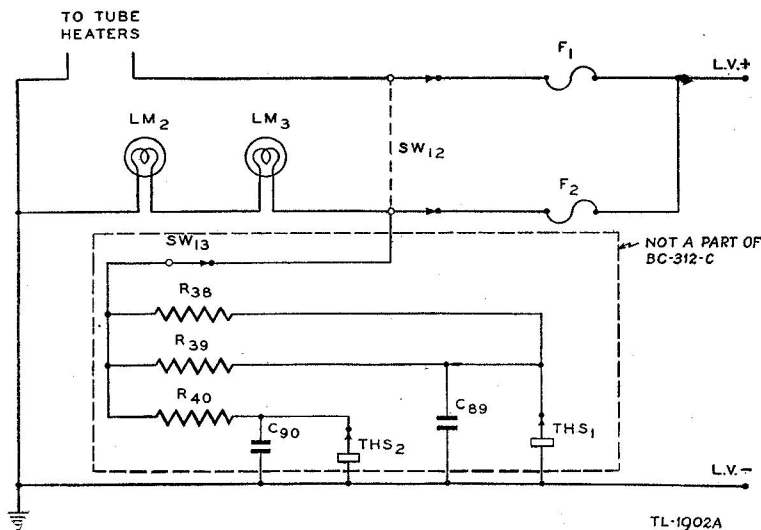 TO TUBE
HEATERS
F1
L.V.+
LM2
LM3
SW12
F2
SW13
NOT A PART OF
BC-312-C
R38
R39
R40
C90
THS2
C89
THS1
L.V.-
TL-1902A